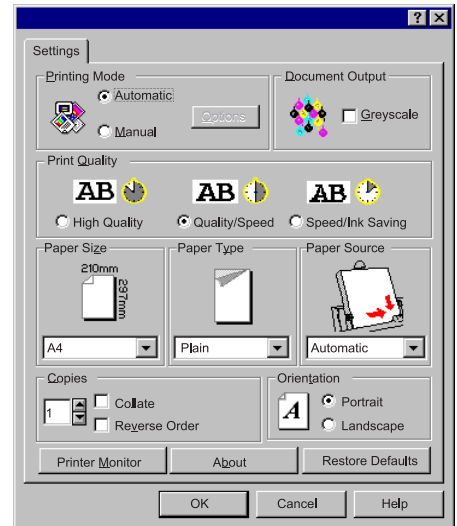 Settings
Printing Mode
Automatic
Manual
Options
Document Output
Greyscale
Print Quality
AB AB AB
High Quality Quality/Speed Speed/Ink Saving
Paper Size
210mm
297mm
A4
Paper Type
Plain
Paper Source
Automatic
Copies
1
Collate
Reverse Order
Orientation
A
Portrait
Landscape
Printer Monitor About Restore Defaults
OK Cancel Help